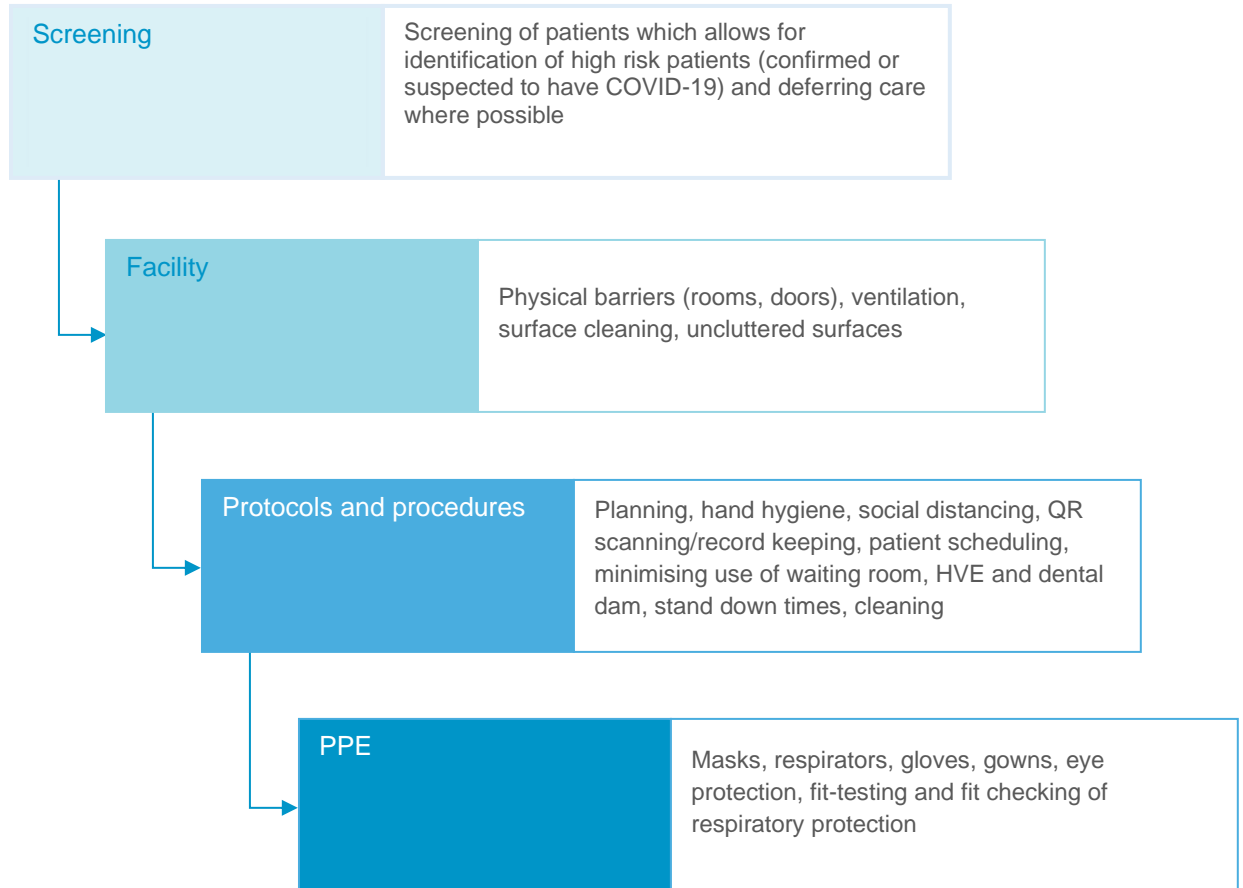 Screening
Screening of patients which allows for
identification of high risk patients (confirmed or
suspected to have COVID-19) and deferring care
where possible
Facility
Physical barriers (rooms, doors), ventilation,
surface cleaning, uncluttered surfaces
Protocols and procedures
Planning, hand hygiene, social distancing, QR
scanning/record keeping, patient scheduling,
minimising use of waiting room, HVE and dental
dam, stand down times, cleaning
PPE
Masks, respirators, gloves, gowns, eye
protection, fit-testing and fit checking of
respiratory protection